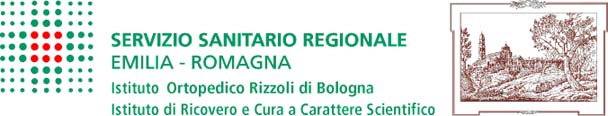 SERVIZIO SANITARIO REGIONALE
EMILIA - ROMAGNA
Istituto Ortopedico Rizzoli di Bologna
Istituto di Ricovero e Cura a Carattere Scientifico